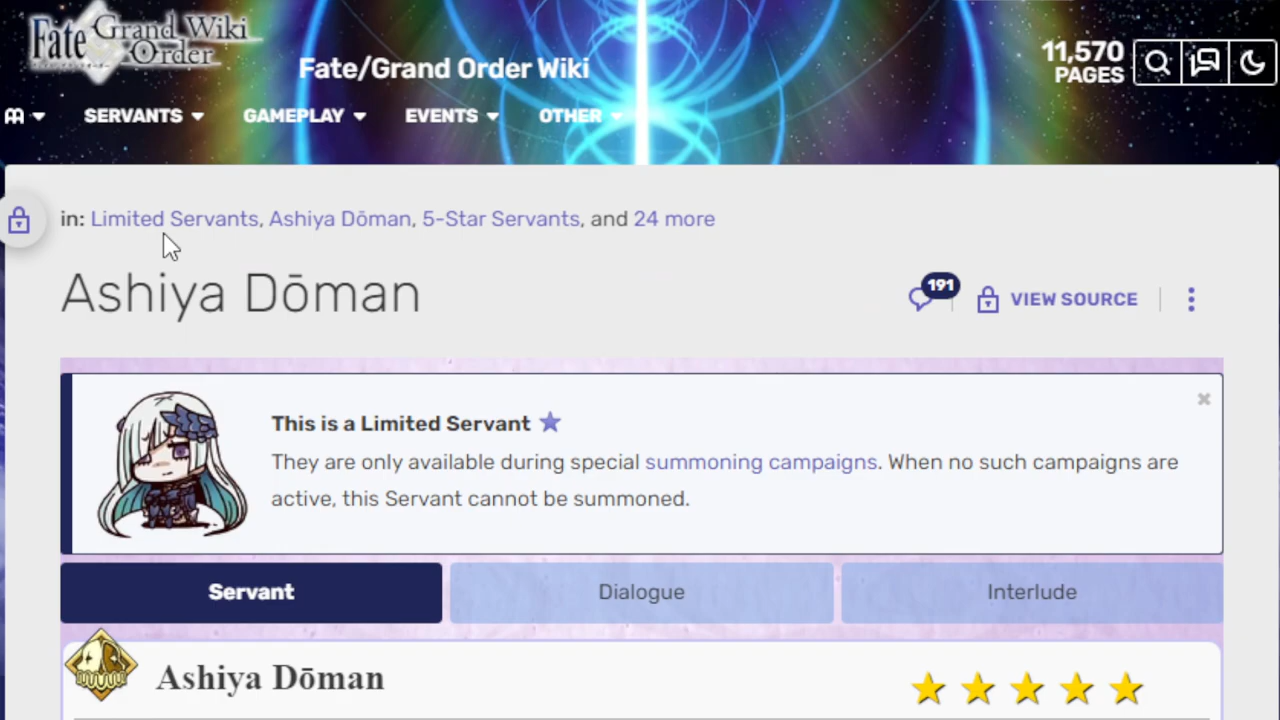 Fate Grand Wiki
Order
Fate/Grand Order Wiki
11,570
PAGES
SERVANTS
GAMEPLAY
EVENTS
OTHER
in: Limited Servants, Ashiya Dōman, 5-Star Servants, and 24 more
Ashiya Dōman
191
VIEW SOURCE
This is a Limited Servant
They are only available during special summoning campaigns. When no such campaigns are
active, this Servant cannot be summoned.
Servant
Dialogue
Interlude
Ashiya Dōman